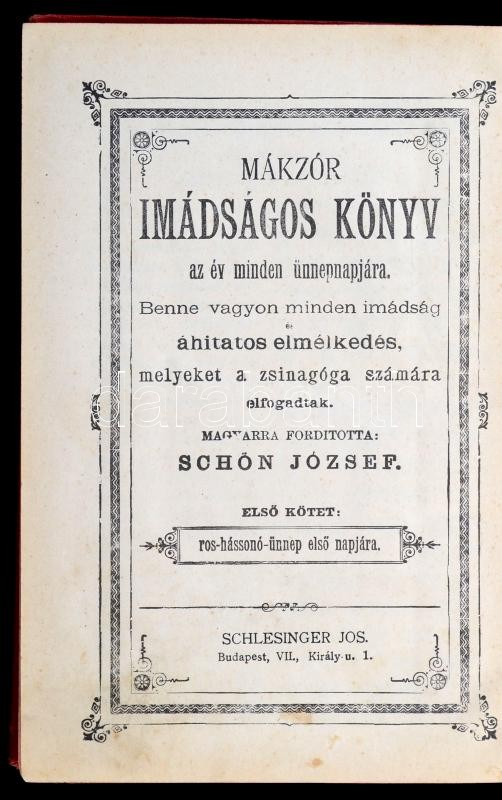 MÁKZÓR
IMÁDSÁGOS KÖNYV
az év minden ünnepnapjára.
Benne vagyon minden imádság
és
áhitatos elmélkedés,
melyeket a zsinagóga számára
elfogadtak.
MAGYARRA FORDITOTTA:
SCHÖN JÓZSEF.
ELSŐ KÖTET:
ros-hássonó-ünnep első napjára.
SCHLESINGER JOS.
Budapest, VII., Király-u. 1.
darabanth